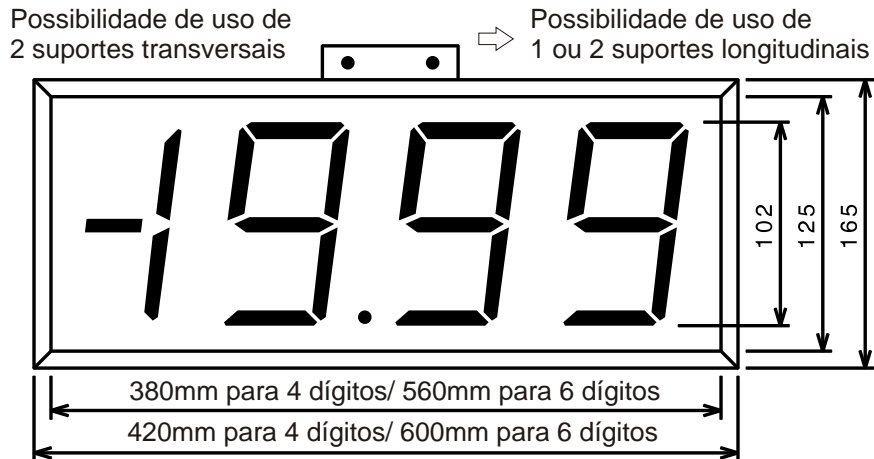 Possibilidade de uso de
2 suportes transversais
Possibilidade de uso de
1 ou 2 suportes longitudinais
-19.99
102
125
165
380mm para 4 dígitos/ 560mm para 6 dígitos
420mm para 4 dígitos/ 600mm para 6 dígitos